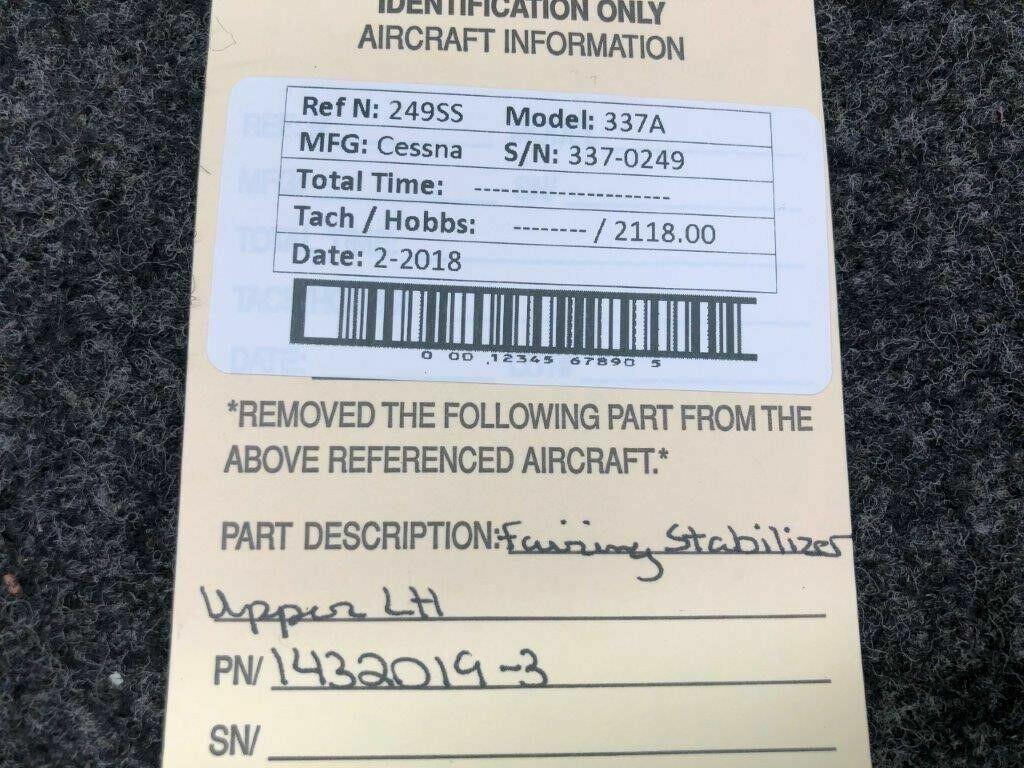 IDENTIFICATION ONLY
AIRCRAFT INFORMATION
Ref N: 249SS Model: 337A
MFG: Cessna S/N: 337-0249
Total Time: ---------------------
Tach / Hobbs: -------- / 2118.00
Date: 2-2018
0 00 12345 67890 5
*REMOVED THE FOLLOWING PART FROM THE
ABOVE REFERENCED AIRCRAFT.*
PART DESCRIPTION: Fairing Stabilizer
Upper LH
PN/ 1432019-3
SN/